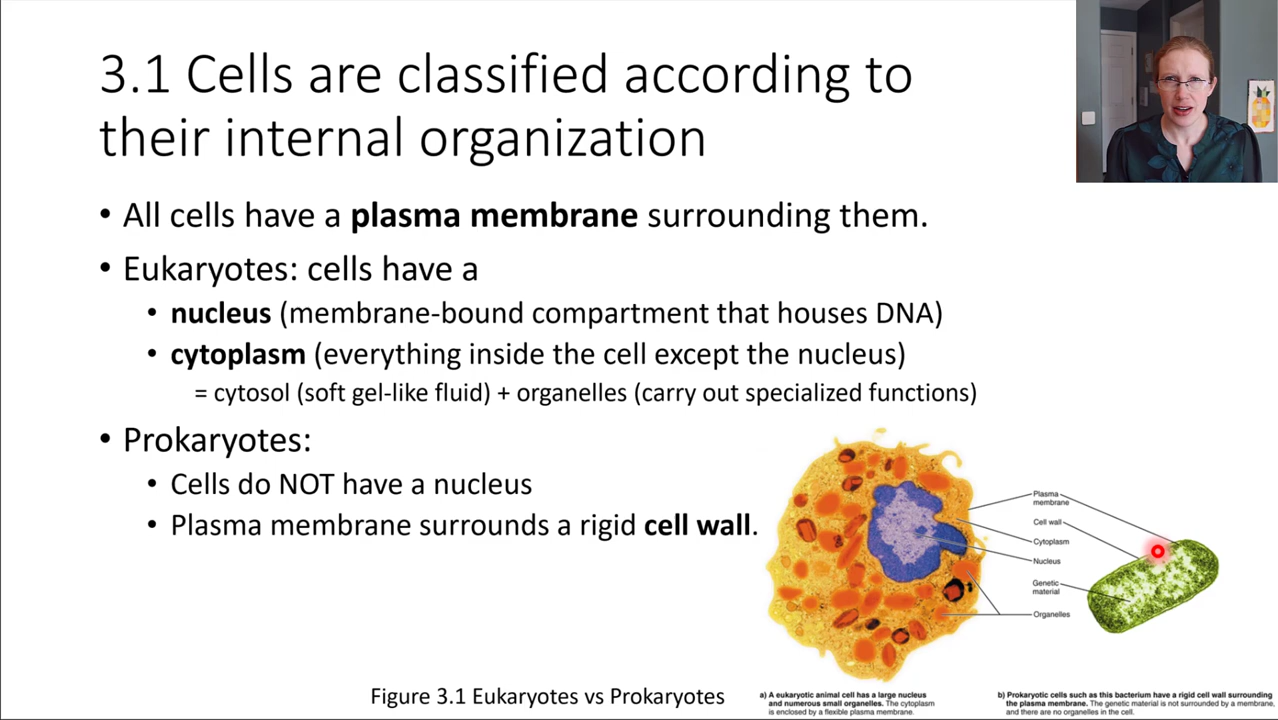 3.1 Cells are classified according to
their internal organization
• All cells have a plasma membrane surrounding them.
• Eukaryotes: cells have a
• nucleus (membrane-bound compartment that houses DNA)
• cytoplasm (everything inside the cell except the nucleus)
= cytosol (soft gel-like fluid) + organelles (carry out specialized functions)
• Prokaryotes:
• Cells do NOT have a nucleus
• Plasma membrane surrounds a rigid cell wall.
Plasma
membrane
Cell wall
Cytoplasm
Nucleus
Genetic
material
Organelles
Figure 3.1 Eukaryotes vs Prokaryotes
a) A eukaryotic animal cell has a large nucleus
and numerous small organelles. The cytoplasm
is enclosed by a flexible plasma membrane.
b) Prokaryotic cells such as this bacterium have a rigid cell wall surrounding
the plasma membrane. The genetic material is not surrounded by a membrane,
and there are no organelles in the cell.